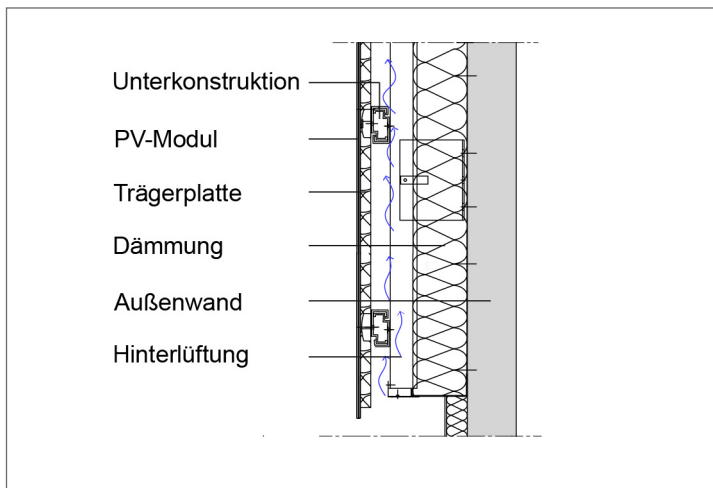 Unterkonstruktion
PV-Modul
Trägerplatte
Dämmung
Außenwand
Hinterlüftung